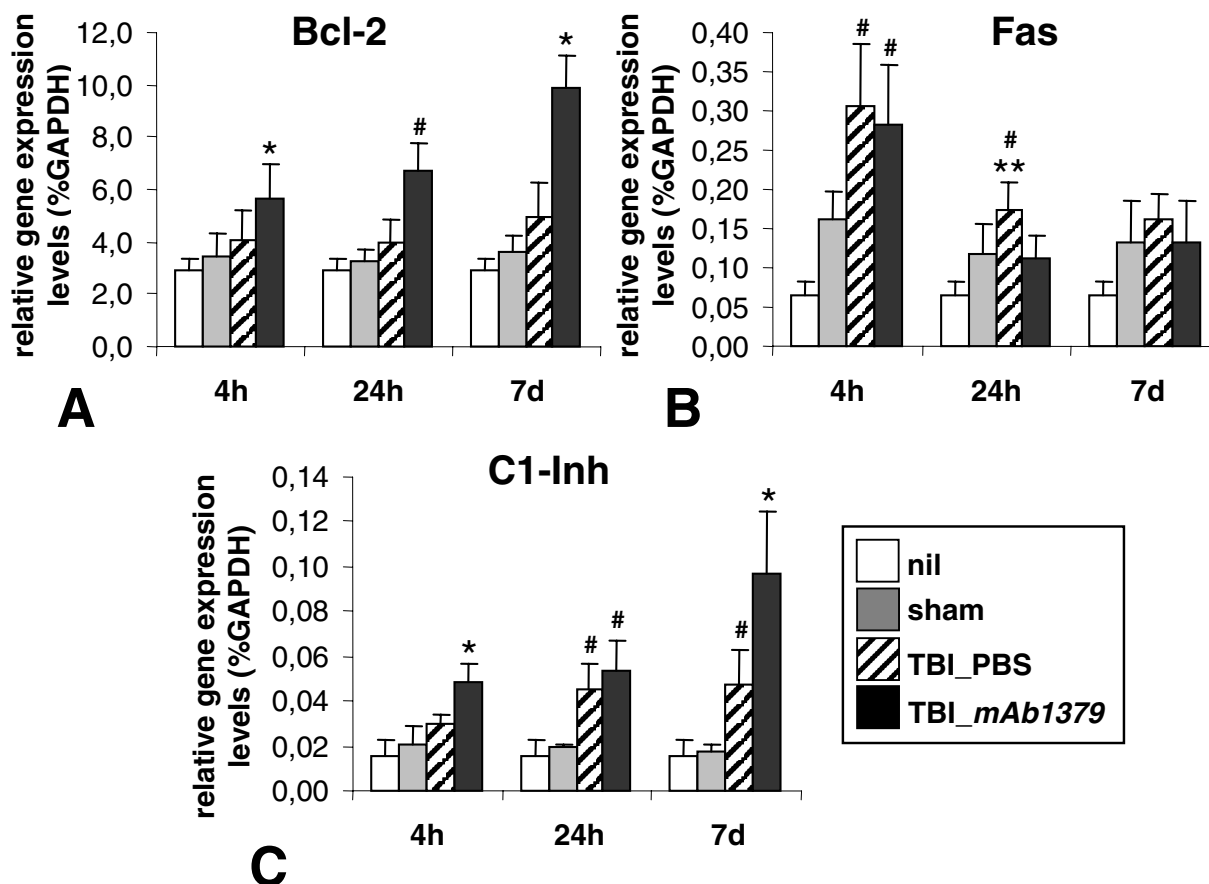 Bcl-2
relative gene expression
levels (%GAPDH)
12,0
10,0
8,0
6,0
4,0
2,0
0,0
*
#
*
4h 24h 7d
A
Fas
relative gene expression
levels (%GAPDH)
0,40
0,35
0,30
0,25
0,20
0,15
0,10
0,05
0,00
# #
#
**
4h 24h 7d
B
C1-Inh
relative gene expression
levels (%GAPDH)
0,14
0,12
0,10
0,08
0,06
0,04
0,02
0,00
*
# #
#
*
4h 24h 7d
C
nil
sham
TBI_PBS
TBI_mAb1379